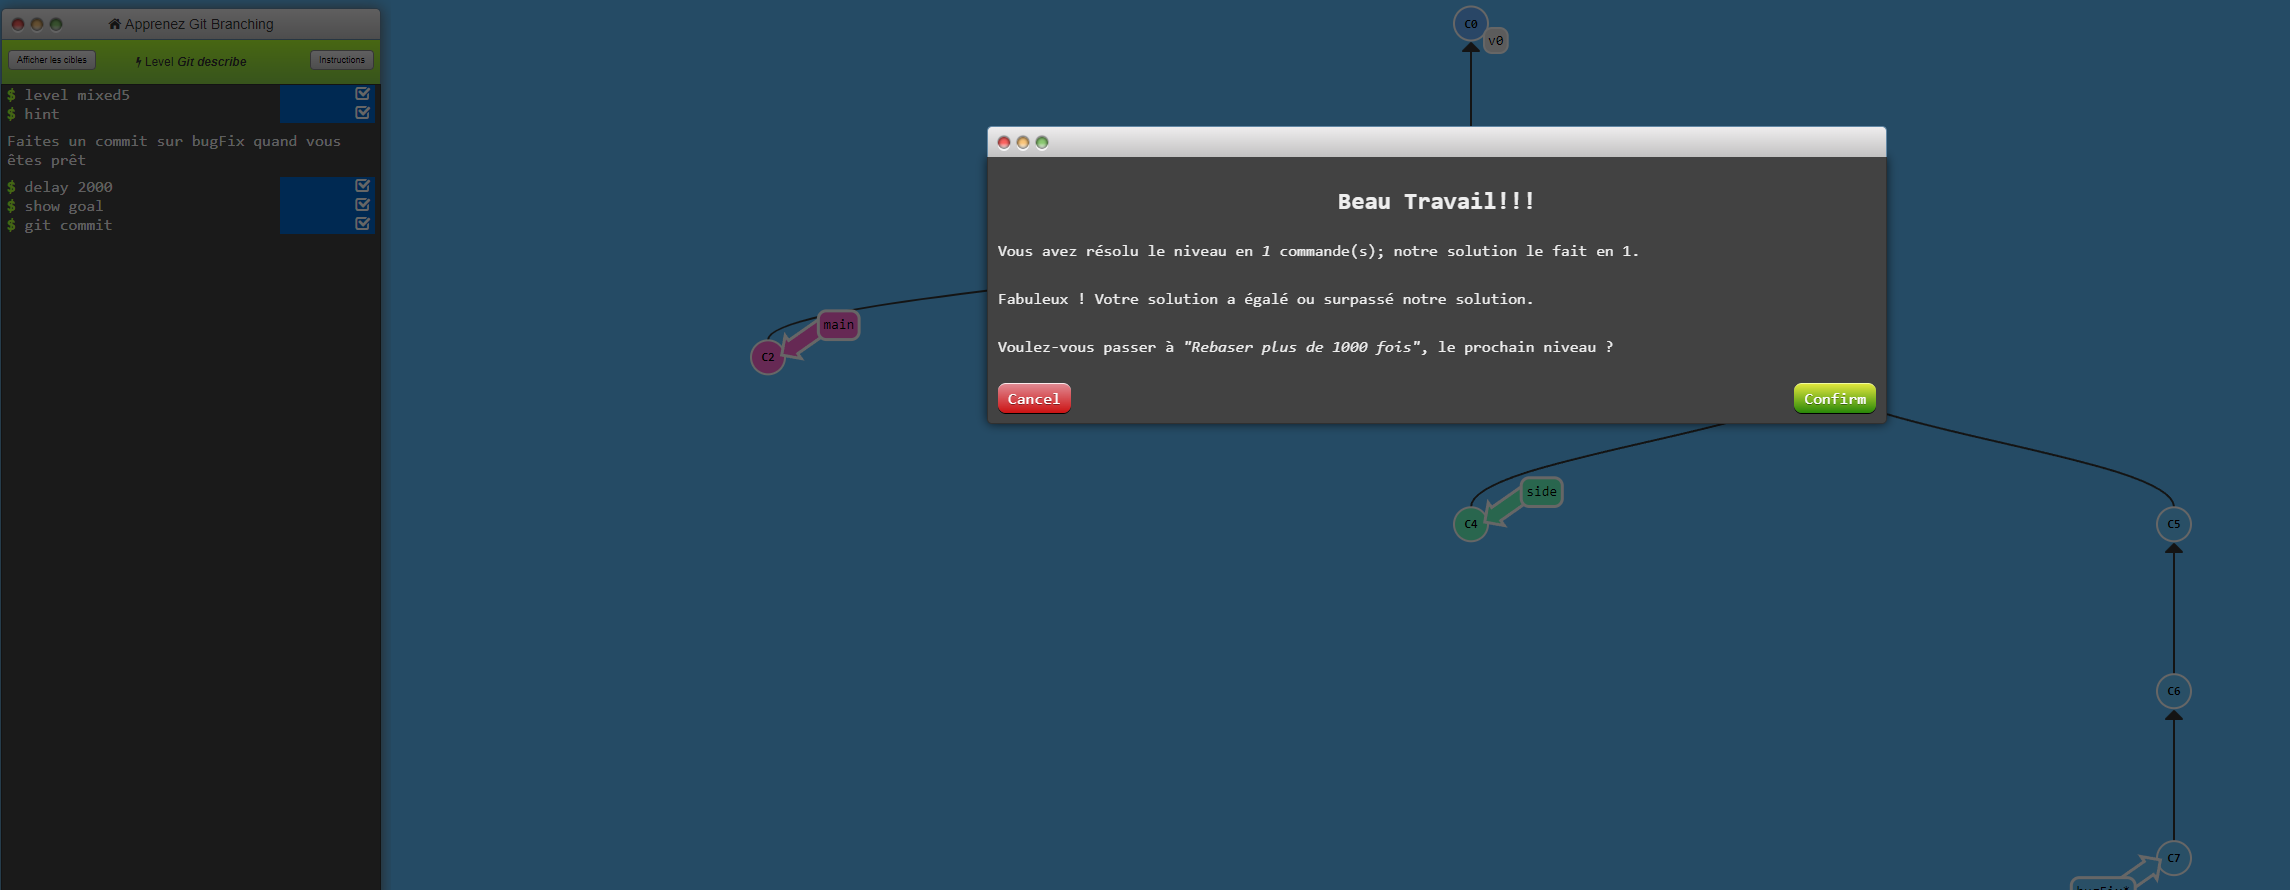 Apprenez Git Branching
Afficher les cibles
Level Git describe
Instructions
$ level mixed5
$ hint
Faites un commit sur bugFix quand vous
êtes prêt
$ delay 2000
$ show goal
$ git commit
C0
v0
Beau Travail!!!
Vous avez résolu le niveau en 1 commande(s); notre solution le fait en 1.
Fabuleux ! Votre solution a égalé ou surpassé notre solution.
Voulez-vous passer à "Rebaser plus de 1000 fois", le prochain niveau ?
Cancel
Confirm
main
C2
side
C4
C5
C6
C7
bugFix*